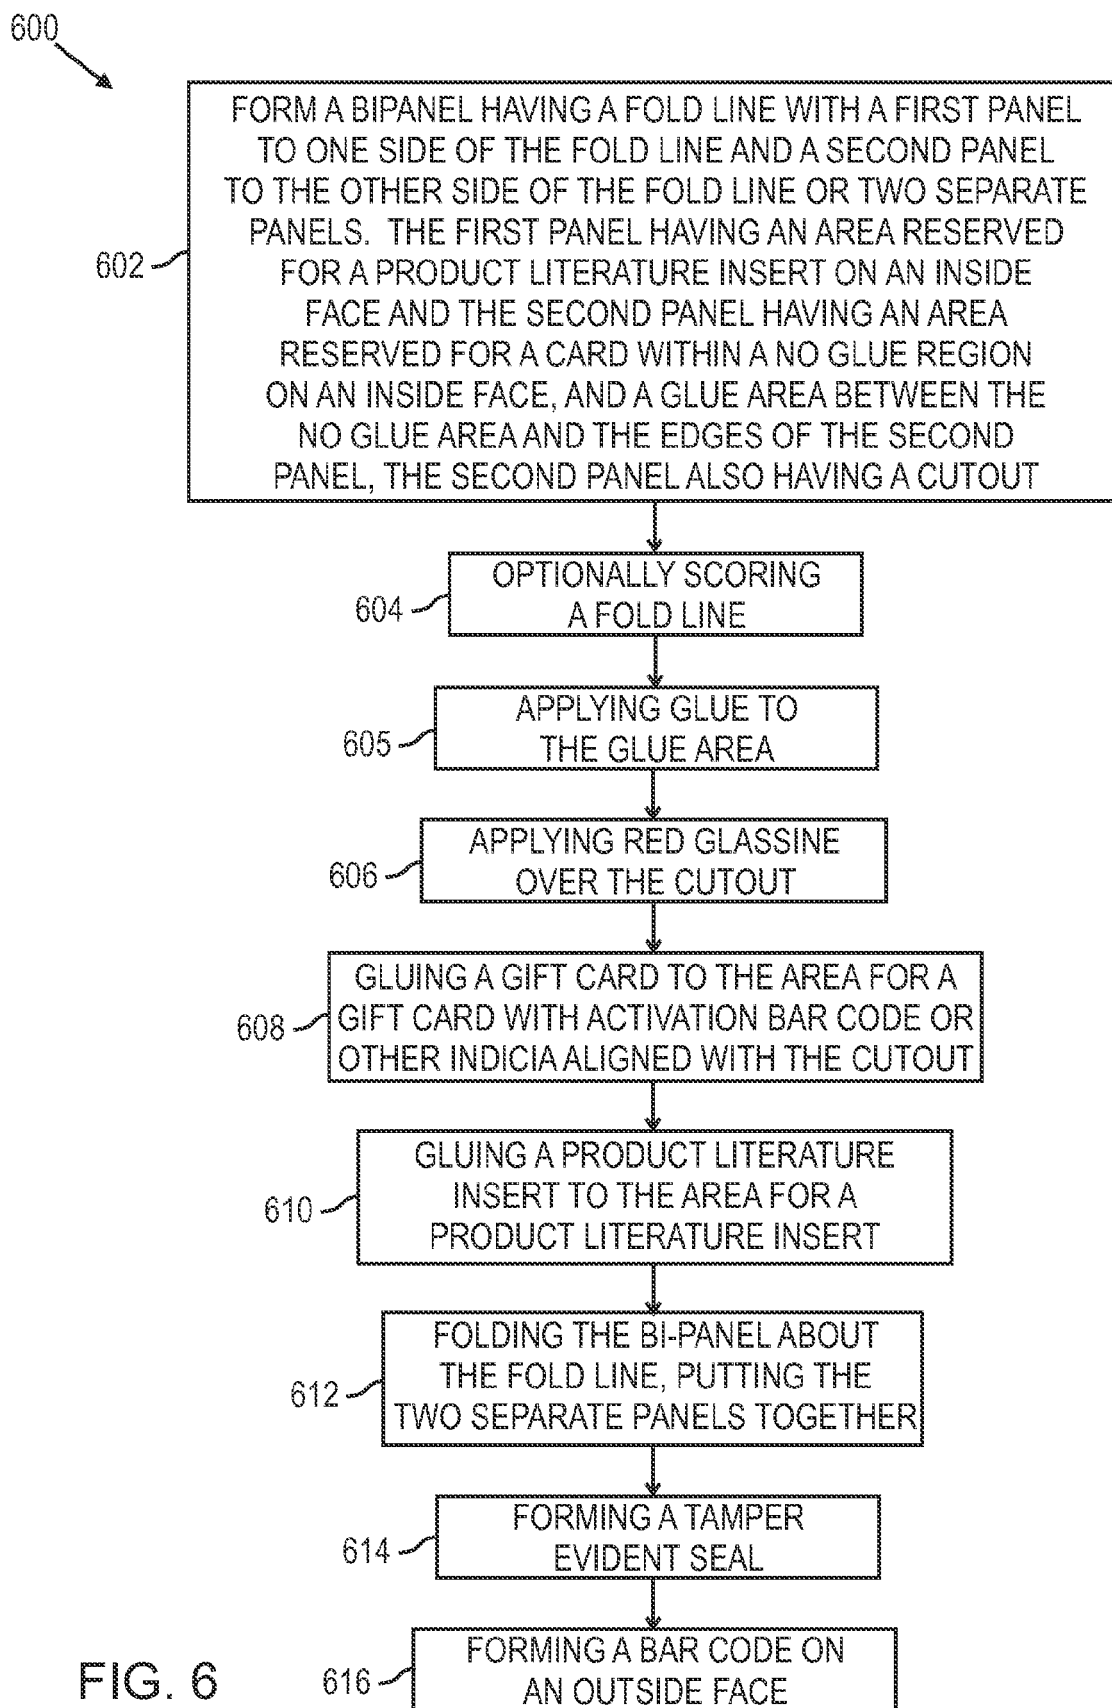 600
FORM A BIPANEL HAVING A FOLD LINE WITH A FIRST PANEL
TO ONE SIDE OF THE FOLD LINE AND A SECOND PANEL
TO THE OTHER SIDE OF THE FOLD LINE OR TWO SEPARATE
PANELS. THE FIRST PANEL HAVING AN AREA RESERVED
FOR A PRODUCT LITERATURE INSERT ON AN INSIDE
FACE AND THE SECOND PANEL HAVING AN AREA
RESERVED FOR A CARD WITHIN A NO GLUE REGION
ON AN INSIDE FACE, AND A GLUE AREA BETWEEN THE
NO GLUE AREA AND THE EDGES OF THE SECOND
PANEL, THE SECOND PANEL ALSO HAVING A CUTOUT
602
OPTIONALLY SCORING
A FOLD LINE
604
APPLYING GLUE TO
THE GLUE AREA
605
APPLYING RED GLASSINE
OVER THE CUTOUT
606
GLUING A GIFT CARD TO THE AREA FOR A
GIFT CARD WITH ACTIVATION BAR CODE OR
OTHER INDICIA ALIGNED WITH THE CUTOUT
608
GLUING A PRODUCT LITERATURE
INSERT TO THE AREA FOR A
PRODUCT LITERATURE INSERT
610
FOLDING THE BI-PANEL ABOUT
THE FOLD LINE, PUTTING THE
TWO SEPARATE PANELS TOGETHER
612
FORMING A TAMPER
EVIDENT SEAL
614
FORMING A BAR CODE ON
AN OUTSIDE FACE
616
FIG. 6